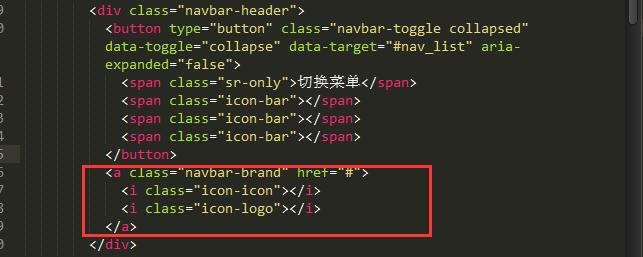 9 <div class="navbar-header">
0 <button type="button" class="navbar-toggle collapsed"
data-toggle="collapse" data-target="#nav_list" aria-
expanded="false">
1 <span class="sr-only">切换菜单</span>
2 <span class="icon-bar"></span>
3 <span class="icon-bar"></span>
4 <span class="icon-bar"></span>
5 </button>
6 <a class="navbar-brand" href="#">
7 <i class="icon-icon"></i>
8 <i class="icon-logo"></i>
9 </a>
0 </div>